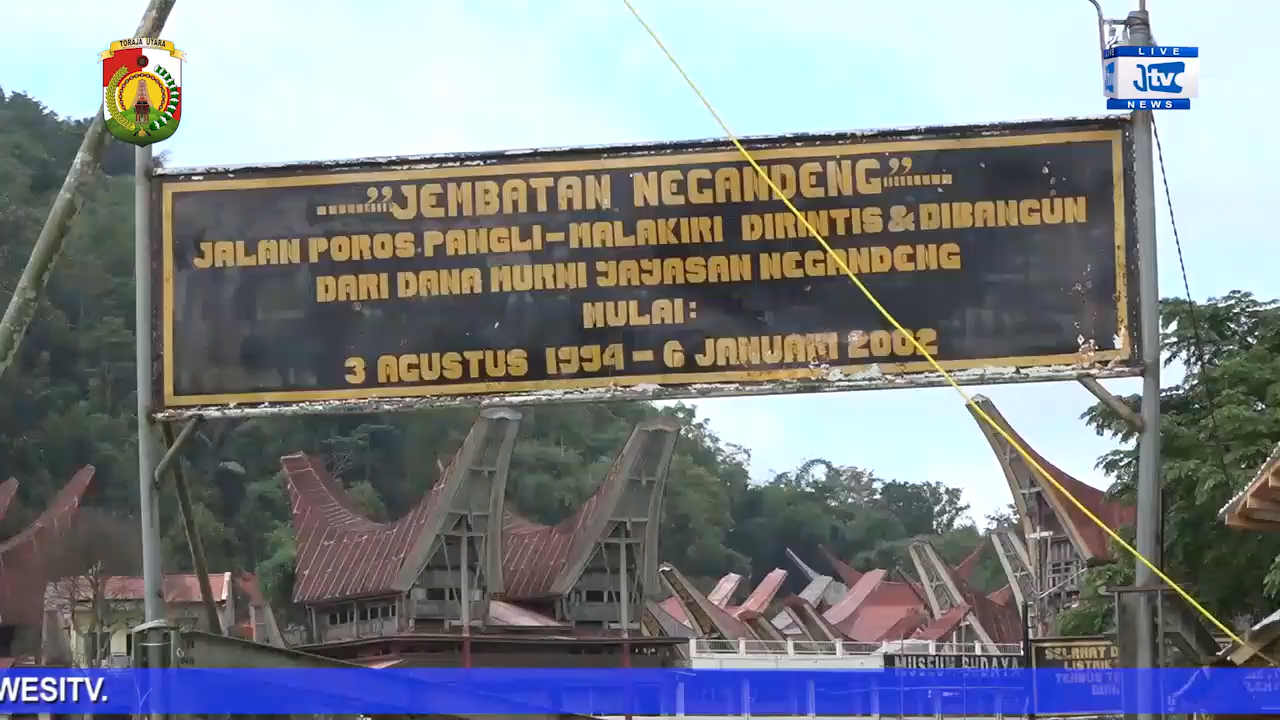 TORAJA UTARA
LIVE
Jtv
NEWS
........,,JEMBATAN NEGANDENG”........
JALAN POROS PANGLI-MALAKIRI DIRINTIS & DIBANGUN
DARI DANA MURNI YAYASAN NEGANDENG
MULAI:
3 AGUSTUS 1994 - 6 JANUARI 2002
MUSEUM BUDAYA
SELAMAT
LISTRIK
WESITV.